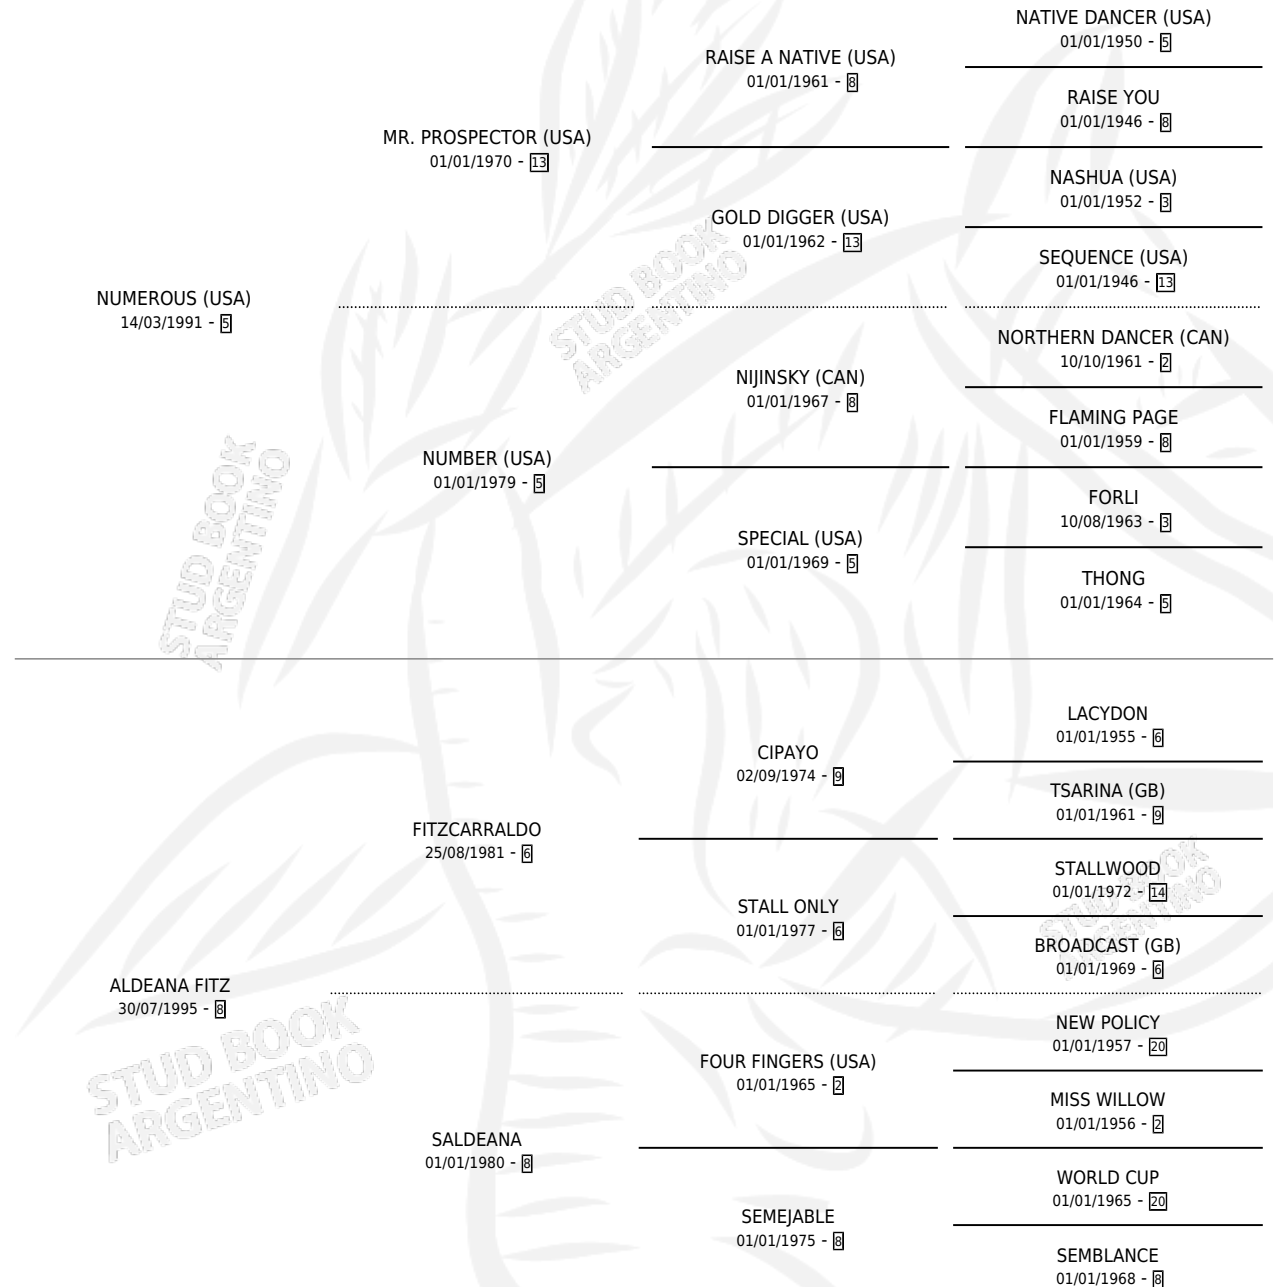 NATIVE DANCER (USA)
01/01/1950 - 5
RAISE A NATIVE (USA)
01/01/1961 - 8
RAISE YOU
01/01/1946 - 8
MR. PROSPECTOR (USA)
01/01/1970 - 13
NASHUA (USA)
01/01/1952 - 3
GOLD DIGGER (USA)
01/01/1962 - 13
SEQUENCE (USA)
01/01/1946 - 13
NUMEROUS (USA)
14/03/1991 - 5
STUD BOOK
ARGENTINO
NORTHERN DANCER (CAN)
10/10/1961 - 2
NIJINSKY (CAN)
01/01/1967 - 8
FLAMING PAGE
01/01/1959 - 8
NUMBER (USA)
01/01/1979 - 5
FORLI
10/08/1963 - 3
SPECIAL (USA)
01/01/1969 - 5
THONG
01/01/1964 - 5
STUD BOOK
ARGENTINO
LACYDON
01/01/1955 - 6
CIPAYO
02/09/1974 - 9
TSARINA (GB)
01/01/1961 - 9
FITZCARRALDO
25/08/1981 - 6
STALLWOOD
01/01/1972 - 14
STALL ONLY
01/01/1977 - 6
STUD BOOK
ARGENTINO
BROADCAST (GB)
01/01/1969 - 6
ALDEANA FITZ
30/07/1995 - 8
STUD BOOK
ARGENTINO
NEW POLICY
01/01/1957 - 20
FOUR FINGERS (USA)
01/01/1965 - 2
MISS WILLOW
01/01/1956 - 2
SALDEANA
01/01/1980 - 8
WORLD CUP
01/01/1965 - 20
SEMEJABLE
01/01/1975 - 8
SEMBLANCE
01/01/1968 - 8